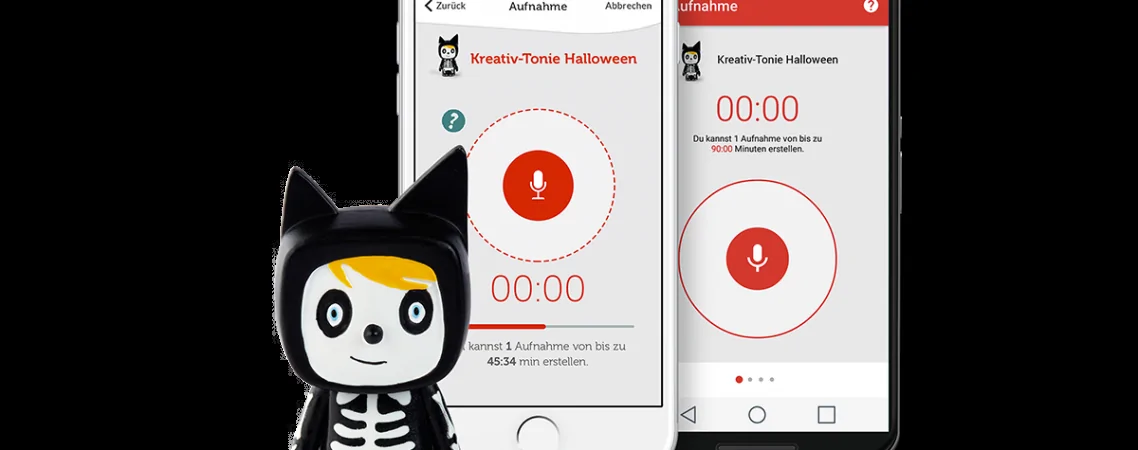 Zurück
Aufnahme
Abbrechen
Kreativ-Tonie Halloween
?
00:00
kannst 1 Aufnahme von bis zu
45:34 min erstellen.
ufnahme
?
Kreativ-Tonie Halloween
00:00
Du kannst 1 Aufnahme von bis zu
90:00 Minuten erstellen.